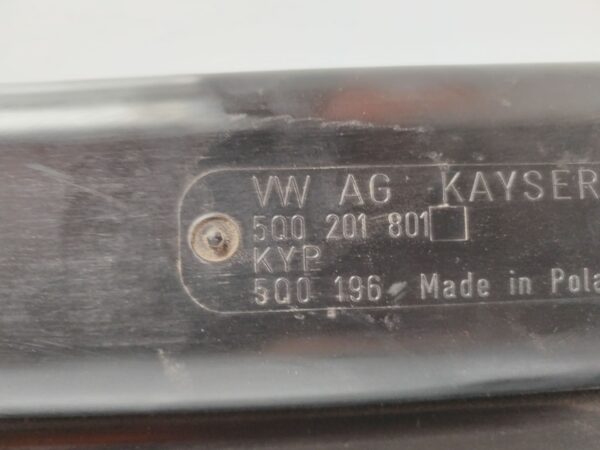 VW AG KAYSER
5Q0 201 801
KYP
5Q0 196 Made in Pola